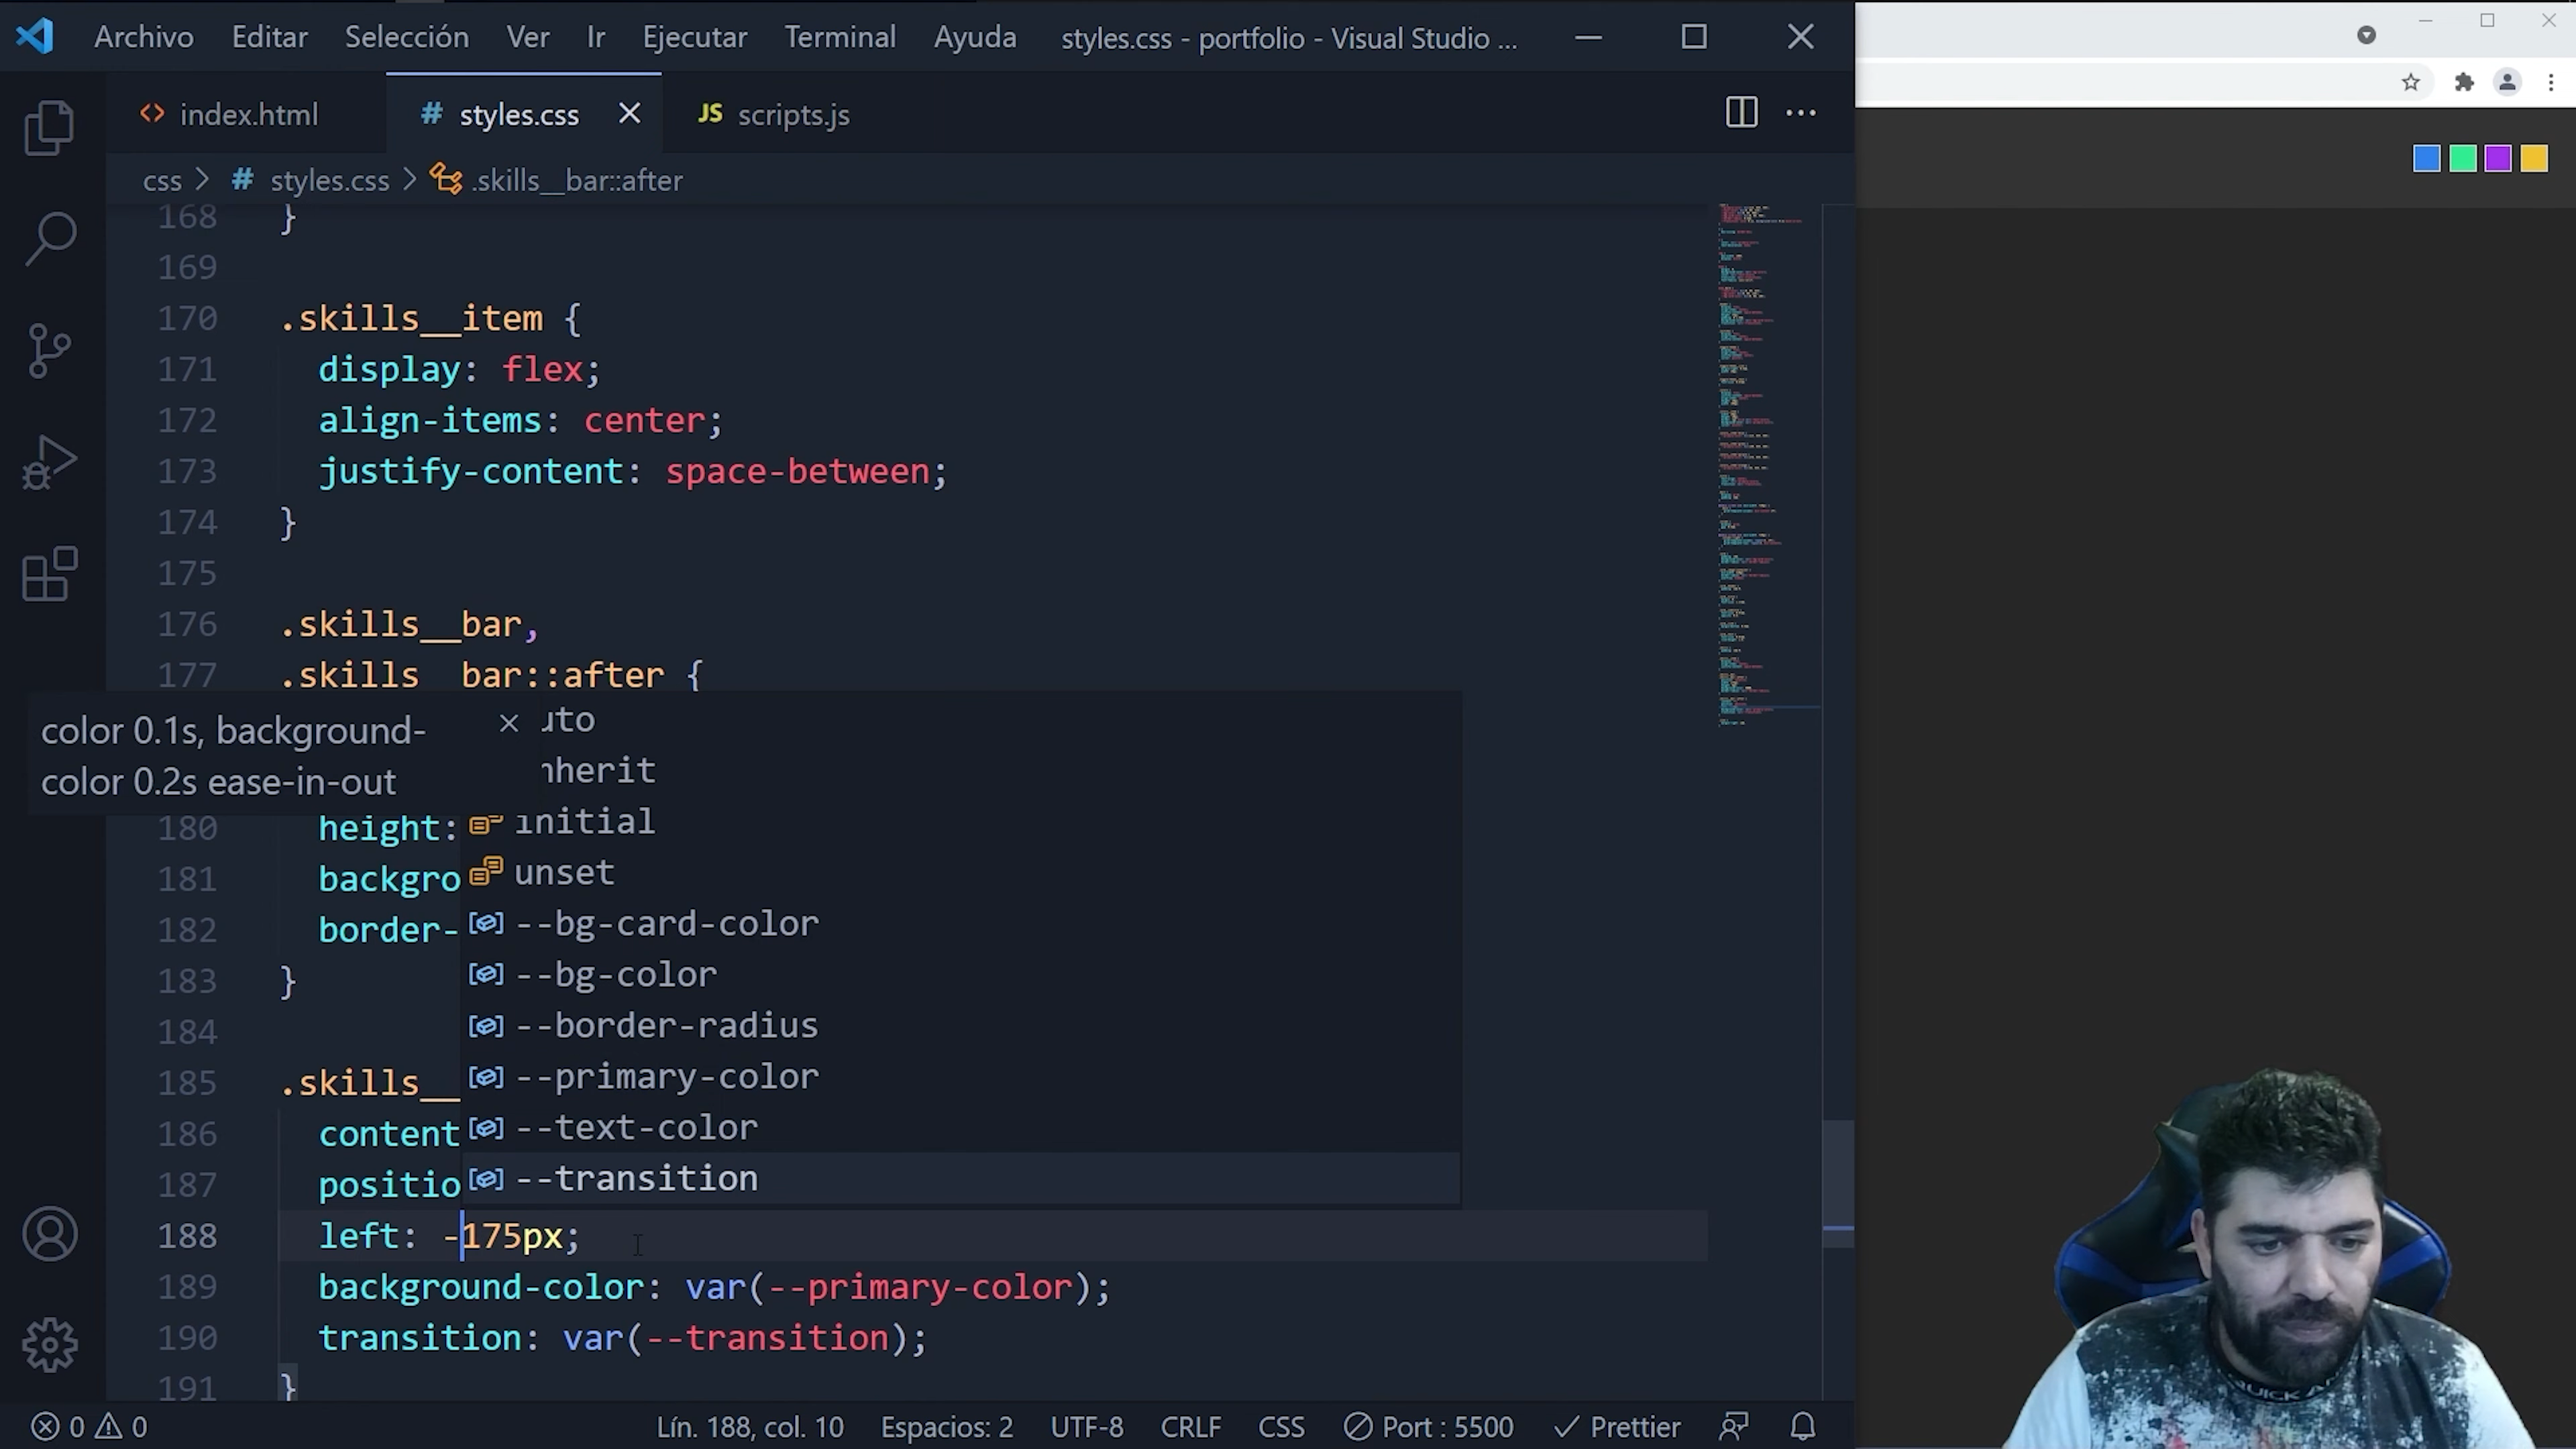 Archivo Editar Selección Ver Ir Ejecutar Terminal Ayuda styles.css - portfolio - Visual Studio ...
<> index.html # styles.css JS scripts.js
css > # styles.css > .skills__bar::after
168 }
169
170 .skills__item {
171 display: flex;
172 align-items: center;
173 justify-content: space-between;
174 }
175
176 .skills__bar,
177 .skills__bar::after {
color 0.1s, background-
color 0.2s ease-in-out
uto
nherit
180 height: initial
unset
181 backgro
--bg-card-color
182 border-
--bg-color
183 }
--border-radius
184
--primary-color
185 .skills__
--text-color
186 content
--transition
187 positio
188 left: -175px;
189 background-color: var(--primary-color);
190 transition: var(--transition);
191 }
0 0 Lín. 188, col. 10 Espacios: 2 UTF-8 CRLF CSS Port : 5500 Prettier
QUICK